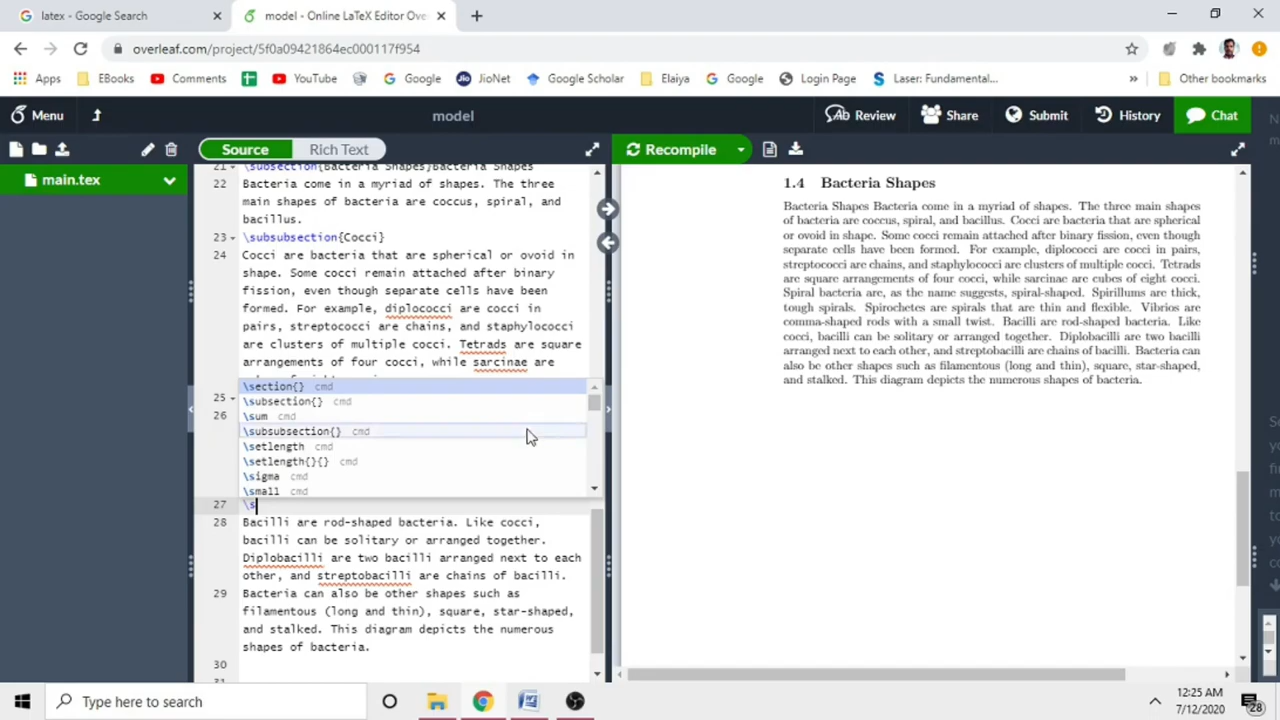 latex - Google Search
model - Online LaTeX Editor Ove
overleaf.com/project/5f0a09421864ec000117f954
Apps
EBooks
Comments
YouTube
Google
JioNet
Google Scholar
Elaiya
Google
Login Page
Laser: Fundamental...
»
Other bookmarks
Menu
model
Review
Share
Submit
History
Chat
Source
Rich Text
Recompile
main.tex
21 \subsection{Bacteria Shapes}Bacteria Shapes
22 Bacteria come in a myriad of shapes. The three
main shapes of bacteria are coccus, spiral, and
bacillus.
23 \subsubsection{Cocci}
24 Cocci are bacteria that are spherical or ovoid in
shape. Some cocci remain attached after binary
fission, even though separate cells have been
formed. For example, diplococci are cocci in
pairs, streptococci are chains, and staphylococci
are clusters of multiple cocci. Tetrads are square
arrangements of four cocci, while sarcinae are
25
26
\section{} cmd
\subsection{} cmd
\sum cmd
\subsubsection{} cmd
\setlength cmd
\setlength{}{} cmd
\sigma cmd
\small cmd
27 \s
28 Bacilli are rod-shaped bacteria. Like cocci,
bacilli can be solitary or arranged together.
Diplobacilli are two bacilli arranged next to each
other, and streptobacilli are chains of bacilli.
29 Bacteria can also be other shapes such as
filamentous (long and thin), square, star-shaped,
and stalked. This diagram depicts the numerous
shapes of bacteria.
30
1.4 Bacteria Shapes
Bacteria Shapes Bacteria come in a myriad of shapes. The three main shapes
of bacteria are coccus, spiral, and bacillus. Cocci are bacteria that are spherical
or ovoid in shape. Some cocci remain attached after binary fission, even though
separate cells have been formed. For example, diplococci are cocci in pairs,
streptococci are chains, and staphylococci are clusters of multiple cocci. Tetrads
are square arrangements of four cocci, while sarcinae are cubes of eight cocci.
Spiral bacteria are, as the name suggests, spiral-shaped. Spirillums are thick,
tough spirals. Spirochetes are spirals that are thin and flexible. Vibrios are
comma-shaped rods with a small twist. Bacilli are rod-shaped bacteria. Like
cocci, bacilli can be solitary or arranged together. Diplobacilli are two bacilli
arranged next to each other, and streptobacilli are chains of bacilli. Bacteria can
also be other shapes such as filamentous (long and thin), square, star-shaped,
and stalked. This diagram depicts the numerous shapes of bacteria.
Type here to search
12:25 AM
7/12/2020
28